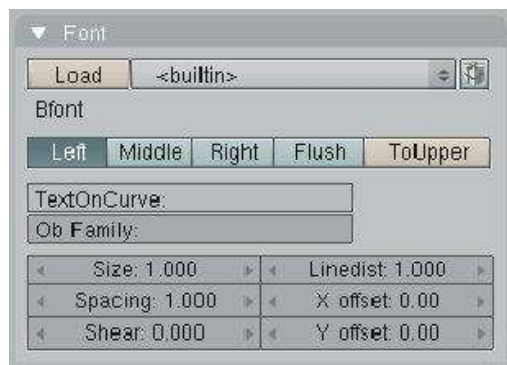 Font
Load <builtin>
Bfont
Left Middle Right Flush ToUpper
TextOnCurve:
Ob Family:
Size: 1.000 Linedist: 1.000
Spacing: 1.000 X offset: 0.00
Shear: 0.000 Y offset: 0.00